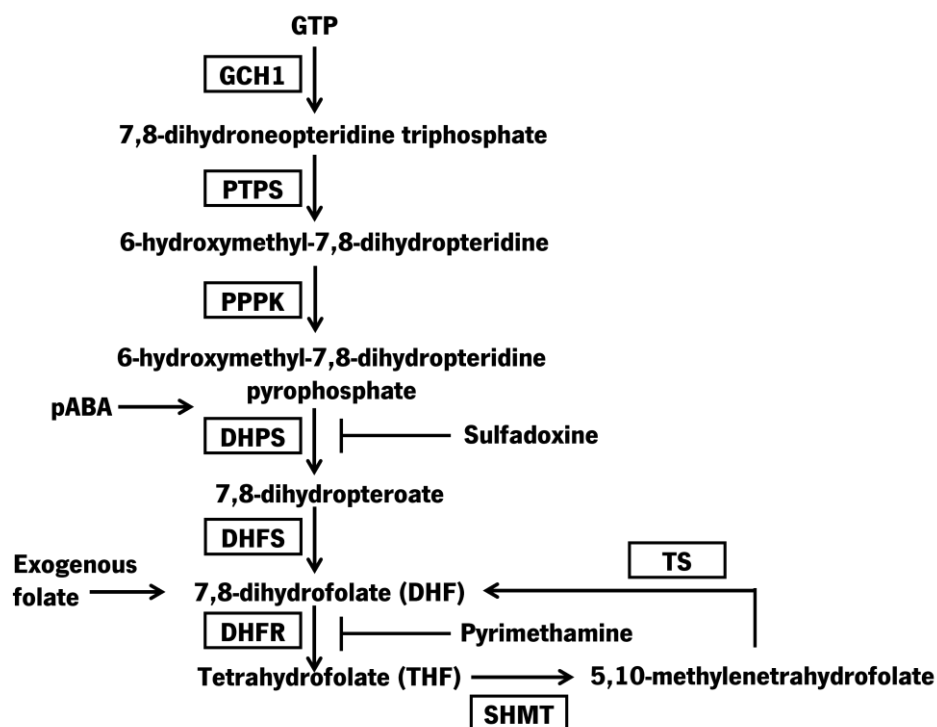 GTP
GCH1
7,8-dihydroneopteridine triphosphate
PTPS
6-hydroxymethyl-7,8-dihydropteridine
PPPK
6-hydroxymethyl-7,8-dihydropteridine
pyrophosphate
pABA
DHPS
Sulfadoxine
7,8-dihydropteroate
DHFS
TS
Exogenous
folate
7,8-dihydrofolate (DHF)
DHFR
Pyrimethamine
Tetrahydrofolate (THF)
5,10-methylenetrahydrofolate
SHMT